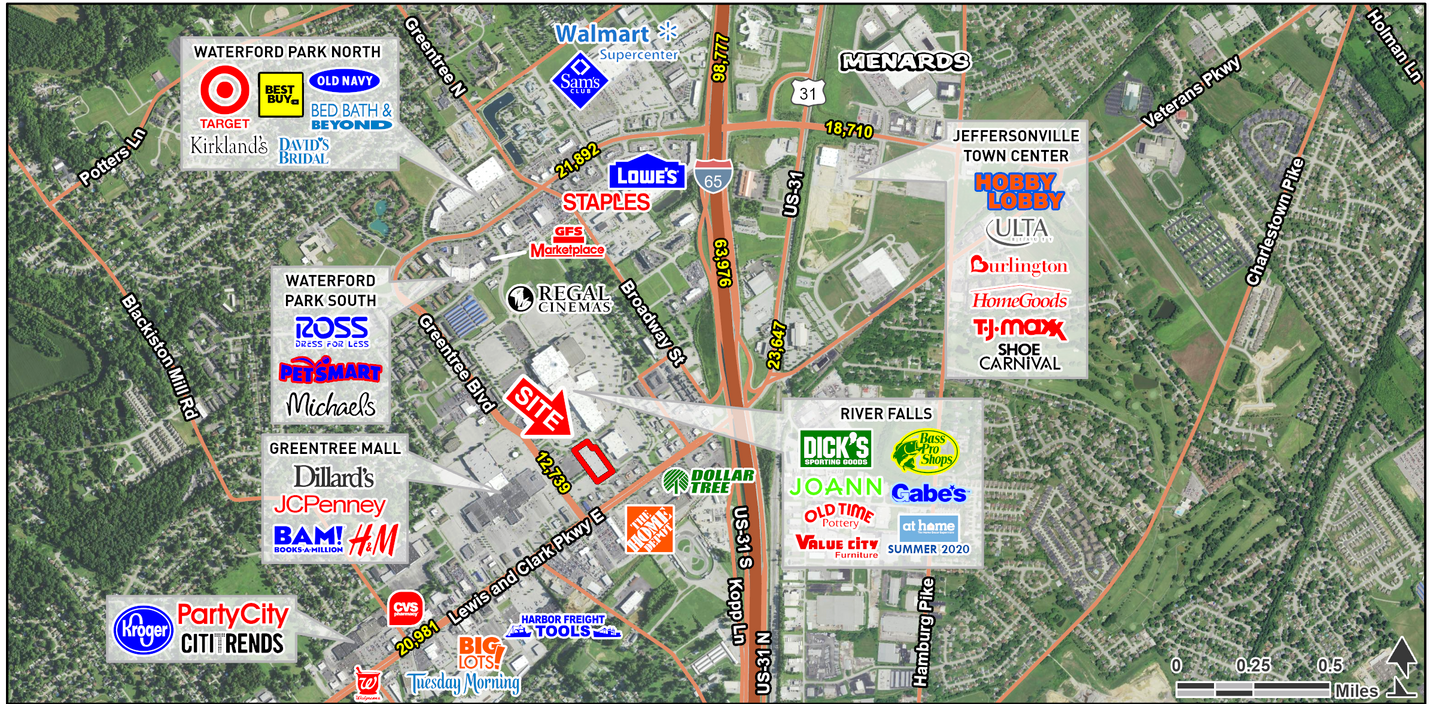 Greentree N
Walmart
Supercenter
Sam's
CLUB
98,777
MENARDS
31
Holman Ln
WATERFORD PARK NORTH
TARGET
BEST
BUY
OLD NAVY
BED BATH &
BEYOND
Kirkland's
DAVID'S
BRIDAL
Potters Ln
Veterans Pkwy
18,710
21,892
LOWE'S
STAPLES
65
US-31
JEFFERSONVILLE
TOWN CENTER
HOBBY
LOBBY
ULTA
BEAUTY
Burlington
HomeGoods
T.J.maxx
SHOE
CARNIVAL
Charlestown Pike
GFS
Marketplace
63,976
WATERFORD
PARK SOUTH
ROSS
DRESS FOR LESS
PETSMART
Michaels
REGAL
CINEMAS
Broadway St
Blackiston Mill Rd
Greentree Blvd
23,647
SITE
RIVER FALLS
DICK'S
SPORTING GOODS
Bass
Pro
Shops
JOANN
Gabe's
OLD TIME
Pottery
at home
VALUE CITY
Furniture
SUMMER 2020
GREENTREE MALL
Dillard's
JCPenney
BAM!
BOOKS-A-MILLION
H&M
12,739
DOLLAR
TREE
THE
HOME
DEPOT
US-31 S
Lewis and Clark Pkwy E
Kopp Ln
US-31 N
Hamburg Pike
Kroger
PartyCity
CITITRENDS
CVS
pharmacy
20,981
HARBOR FREIGHT
TOOLS
BIG
LOTS!
Tuesday Morning
W
Walgreens
0 0.25 0.5
Miles